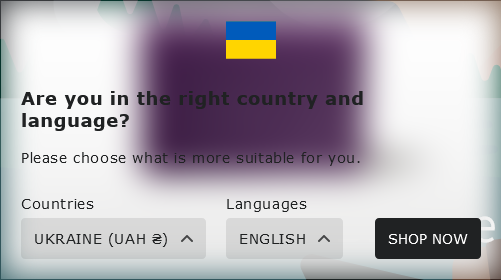 Are you in the right country and
language?
Please choose what is more suitable for you.
Countries
Languages
UKRAINE (UAH ₴)
ENGLISH
SHOP NOW